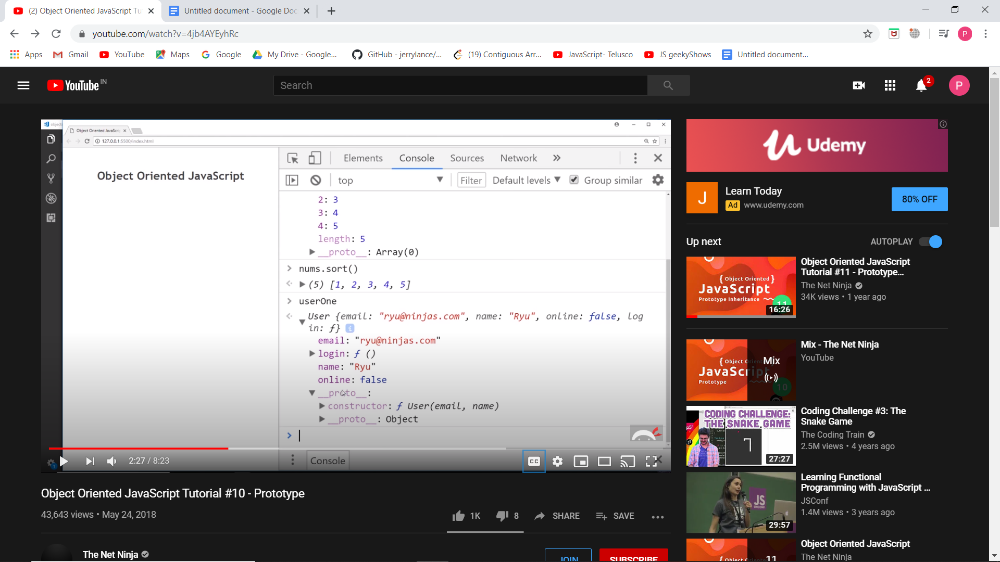 (2) Object Oriented JavaScript Tu
Untitled document - Google Doc
youtube.com/watch?v=4jb4AYEyhRc
P
Apps
Gmail
YouTube
Maps
Google
My Drive - Google...
GitHub - jerrylance/...
(19) Contiguous Arr...
JavaScript- Telusco
JS geekyShows
Untitled document...
YouTube IN
Search
2
P
object
Object Oriented JavaScri
127.0.0.1:5500/index.html
Object Oriented JavaScript
Elements Console Sources Network »
top Filter Default levels Group similar
2: 3
3: 4
4: 5
length: 5
__proto__: Array(0)
nums.sort()
(5) [1, 2, 3, 4, 5]
userOne
User {email: "ryu@ninjas.com", name: "Ryu", online: false, log
in: ƒ} i
email: "ryu@ninjas.com"
login: ƒ ()
name: "Ryu"
online: false
__proto__:
constructor: ƒ User(email, name)
__proto__: Object
>
1
2:27 / 8:23
Console
CC
Object Oriented JavaScript Tutorial #10 - Prototype
43,643 views • May 24, 2018
1K
8
SHARE
SAVE
The Net Ninja
JOIN
SUBSCRIBE
Udemy
J
Learn Today
Ad www.udemy.com
80% OFF
Up next
AUTOPLAY
{ Object Oriented }
JavaScript
Prototype Inheritance
11
16:26
Object Oriented JavaScript
Tutorial #11 - Prototype...
The Net Ninja
34K views • 1 year ago
{ Object Orient
JavaScript
Prototype
10
Mix
Mix - The Net Ninja
YouTube
CODING CHALLENGE:
THE SNAKE GAME
27:27
Coding Challenge #3: The
Snake Game
The Coding Train
2.5M views • 4 years ago
JS
29:57
Learning Functional
Programming with JavaScript ...
JSConf
1.4M views • 3 years ago
{ Object Ori
11
Object Oriented JavaScript
The Net Ninja